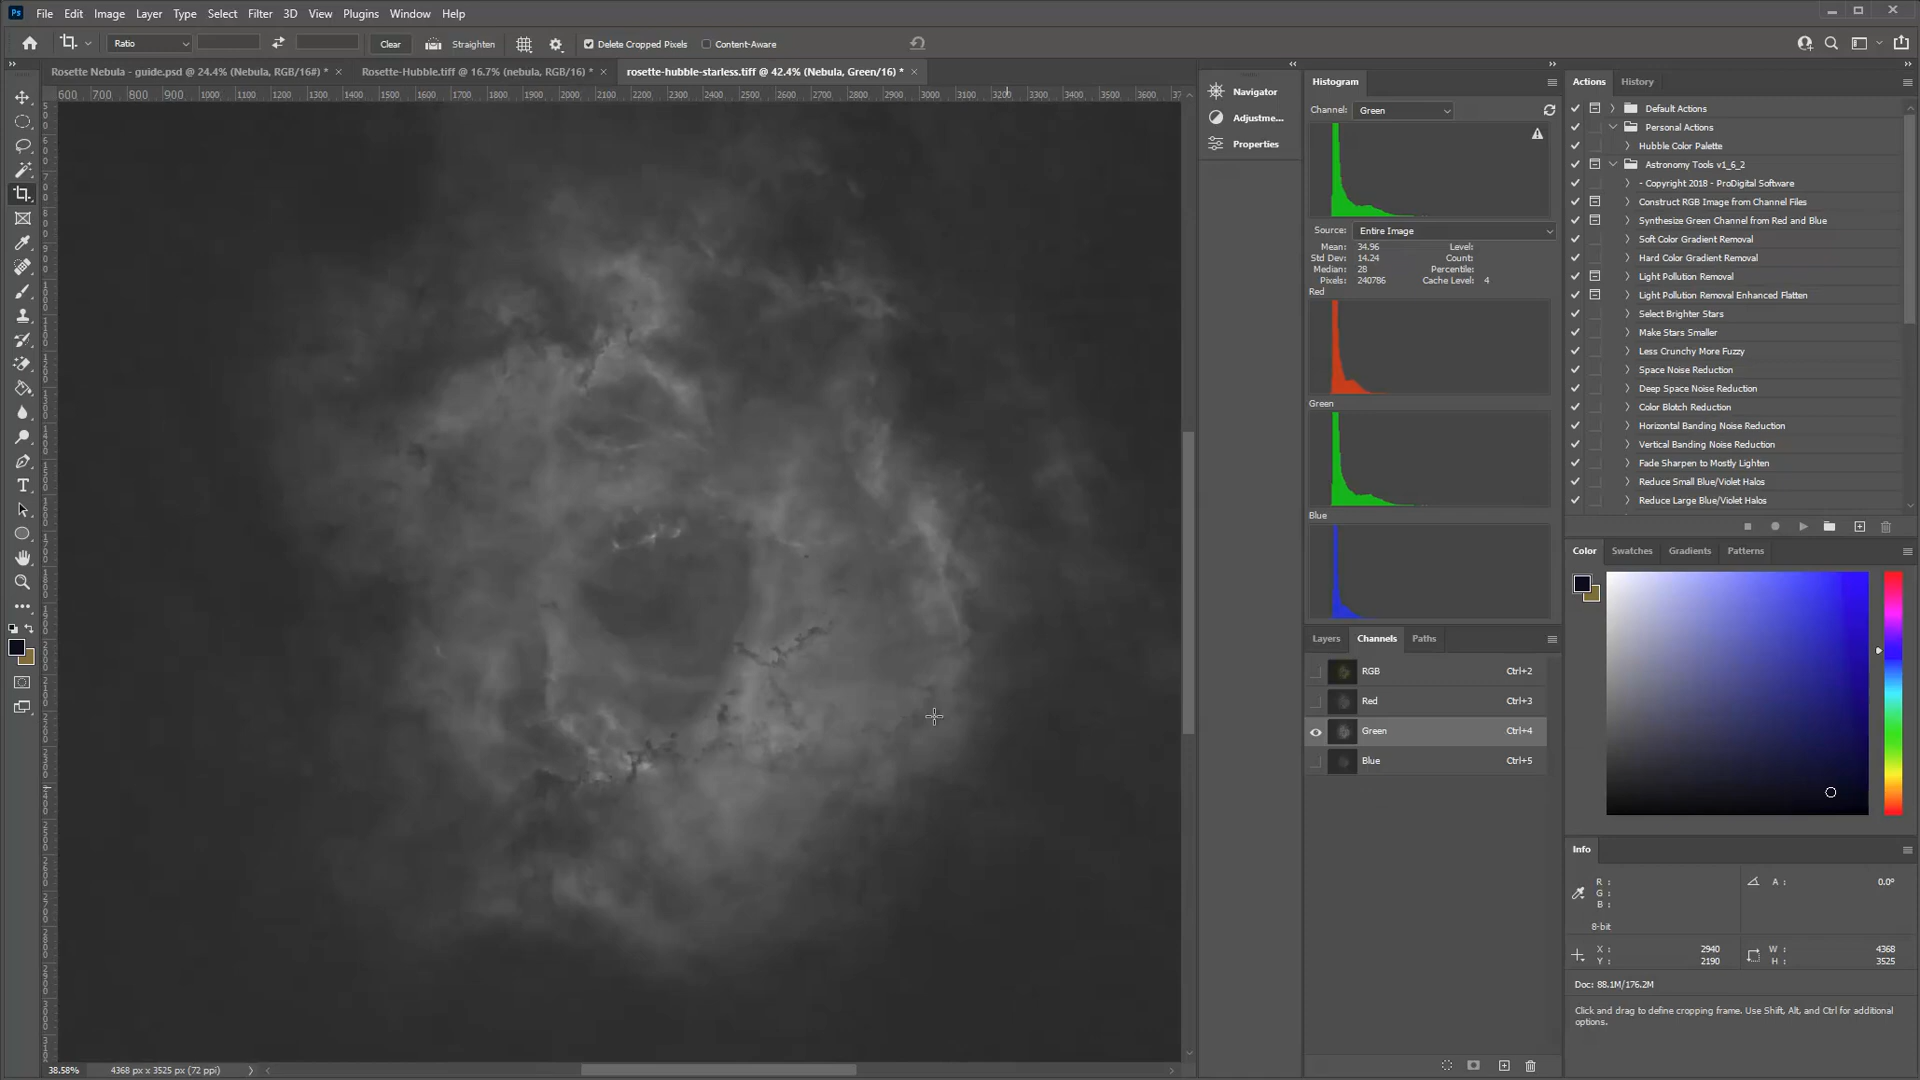 Ps File Edit Image Layer Type Select Filter 3D View Plugins Window Help
Ratio Clear Straighten Delete Cropped Pixels Content-Aware
Rosette Nebula - guide.psd @ 24.4% (Nebula, RGB/16#) * × Rosette-Hubble.tiff @ 16.7% (nebula, RGB/16) * × rosette-hubble-starless.tiff @ 42.4% (Nebula, Green/16) * ×
600 700 800 900 1000 1100 1200 1300 1400 1500 1600 1700 1800 1900 2000 2100 2200 2300 2400 2500 2600 2700 2800 2900 3000 3100 3200 3300 3400 3500 3600
Navigator
Adjustme...
Properties
Histogram
Channel: Green
Source: Entire Image
Mean: 34.96 Level:
Std Dev: 14.24 Count:
Median: 28 Percentile:
Pixels: 240786 Cache Level: 4
Red
Green
Blue
Layers Channels Paths
RGB Ctrl+2
Red Ctrl+3
Green Ctrl+4
Blue Ctrl+5
Actions History
Default Actions
Personal Actions
Hubble Color Palette
Astronomy Tools v1_6_2
- Copyright 2018 - ProDigital Software
Construct RGB Image from Channel Files
Synthesize Green Channel from Red and Blue
Soft Color Gradient Removal
Hard Color Gradient Removal
Light Pollution Removal
Light Pollution Removal Enhanced Flatten
Select Brighter Stars
Make Stars Smaller
Less Crunchy More Fuzzy
Space Noise Reduction
Deep Space Noise Reduction
Color Blotch Reduction
Horizontal Banding Noise Reduction
Vertical Banding Noise Reduction
Fade Sharpen to Mostly Lighten
Reduce Small Blue/Violet Halos
Reduce Large Blue/Violet Halos
Color Swatches Gradients Patterns
Info
R : A : 0.0°
G :
B :
8-bit
X : 2940 W : 4368
Y : 2190 H : 3525
Doc: 88.1M/176.2M
Click and drag to define cropping frame. Use Shift, Alt, and Ctrl for additional
options.
38.58% 4368 px x 3525 px (72 ppi)